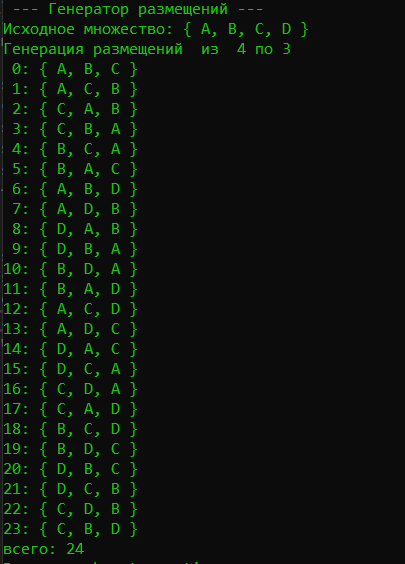 --- Генератор размещений ---
Исходное множество: { A, B, C, D }
Генерация размещений  из  4 по 3
 0: { A, B, C }
 1: { A, C, B }
 2: { C, A, B }
 3: { C, B, A }
 4: { B, C, A }
 5: { B, A, C }
 6: { A, B, D }
 7: { A, D, B }
 8: { D, A, B }
 9: { D, B, A }
10: { B, D, A }
11: { B, A, D }
12: { A, C, D }
13: { A, D, C }
14: { D, A, C }
15: { D, C, A }
16: { C, D, A }
17: { C, A, D }
18: { B, C, D }
19: { B, D, C }
20: { D, B, C }
21: { D, C, B }
22: { C, D, B }
23: { C, B, D }
всего: 24